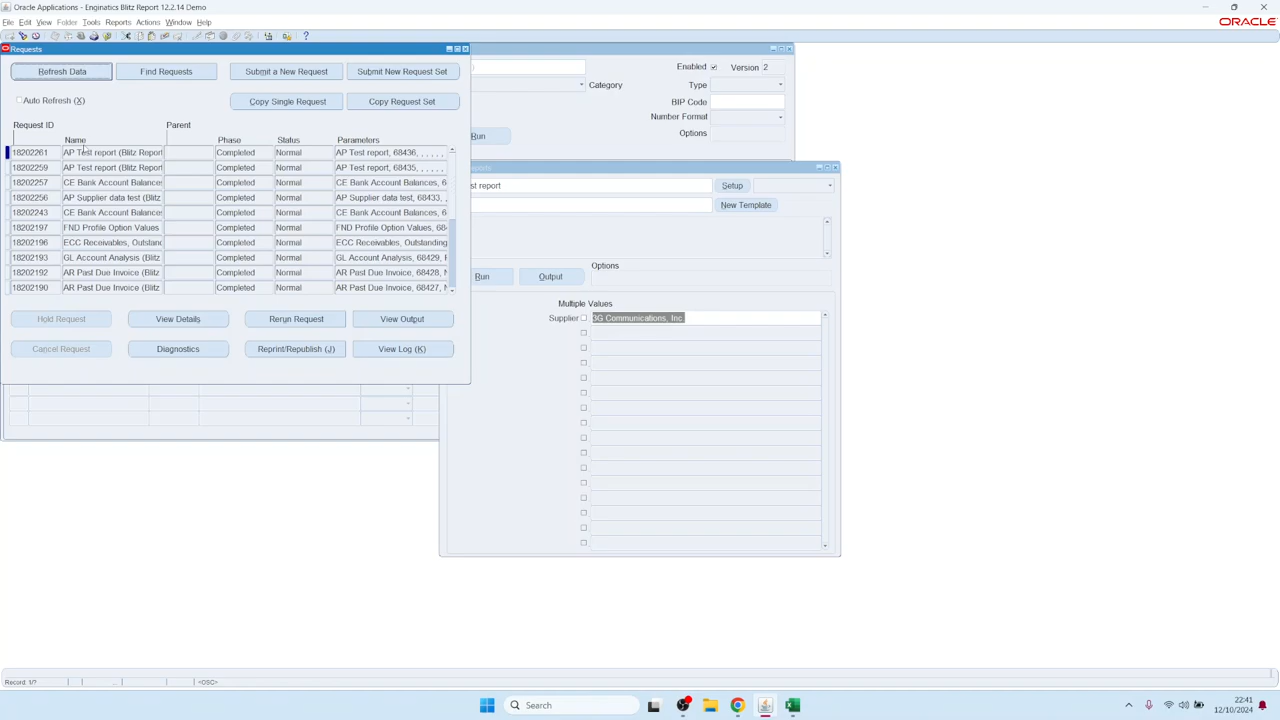 Oracle Applications - Enginatics Blitz Report 12.2.14 Demo
File Edit View Folder Tools Reports Actions Window Help
ORACLE
Requests
Refresh Data Find Requests Submit a New Request Submit New Request Set
Auto Refresh (X) Copy Single Request Copy Request Set
Request ID Parent
Name Phase Status Parameters
18202261 AP Test report (Blitz Report Completed Normal AP Test report, 68436, , , , ,
18202259 AP Test report (Blitz Report Completed Normal AP Test report, 68435, , , , ,
18202257 CE Bank Account Balances Completed Normal CE Bank Account Balances, 6
18202256 AP Supplier data test (Blitz Completed Normal AP Supplier data test, 68433, ,
18202243 CE Bank Account Balances Completed Normal CE Bank Account Balances, 6
18202197 FND Profile Option Values Completed Normal FND Profile Option Values, 68
18202196 ECC Receivables, Outstand Completed Normal ECC Receivables, Outstanding
18202193 GL Account Analysis (Blitz Completed Normal GL Account Analysis, 68429,
18202192 AR Past Due Invoice (Blitz Completed Normal AR Past Due Invoice, 68428, M
18202190 AR Past Due Invoice (Blitz Completed Normal AR Past Due Invoice, 68427, M
Hold Request View Details Rerun Request View Output
Cancel Request Diagnostics Reprint/Republish (J) View Log (K)
Enabled Version 2
Category Type
BIP Code
Number Format
Run Options
st report Setup
New Template
Options
Run Output
Multiple Values
Supplier 3G Communications, Inc.
Record: 1/? ... <OSC>
Search
22:41
12/10/2024